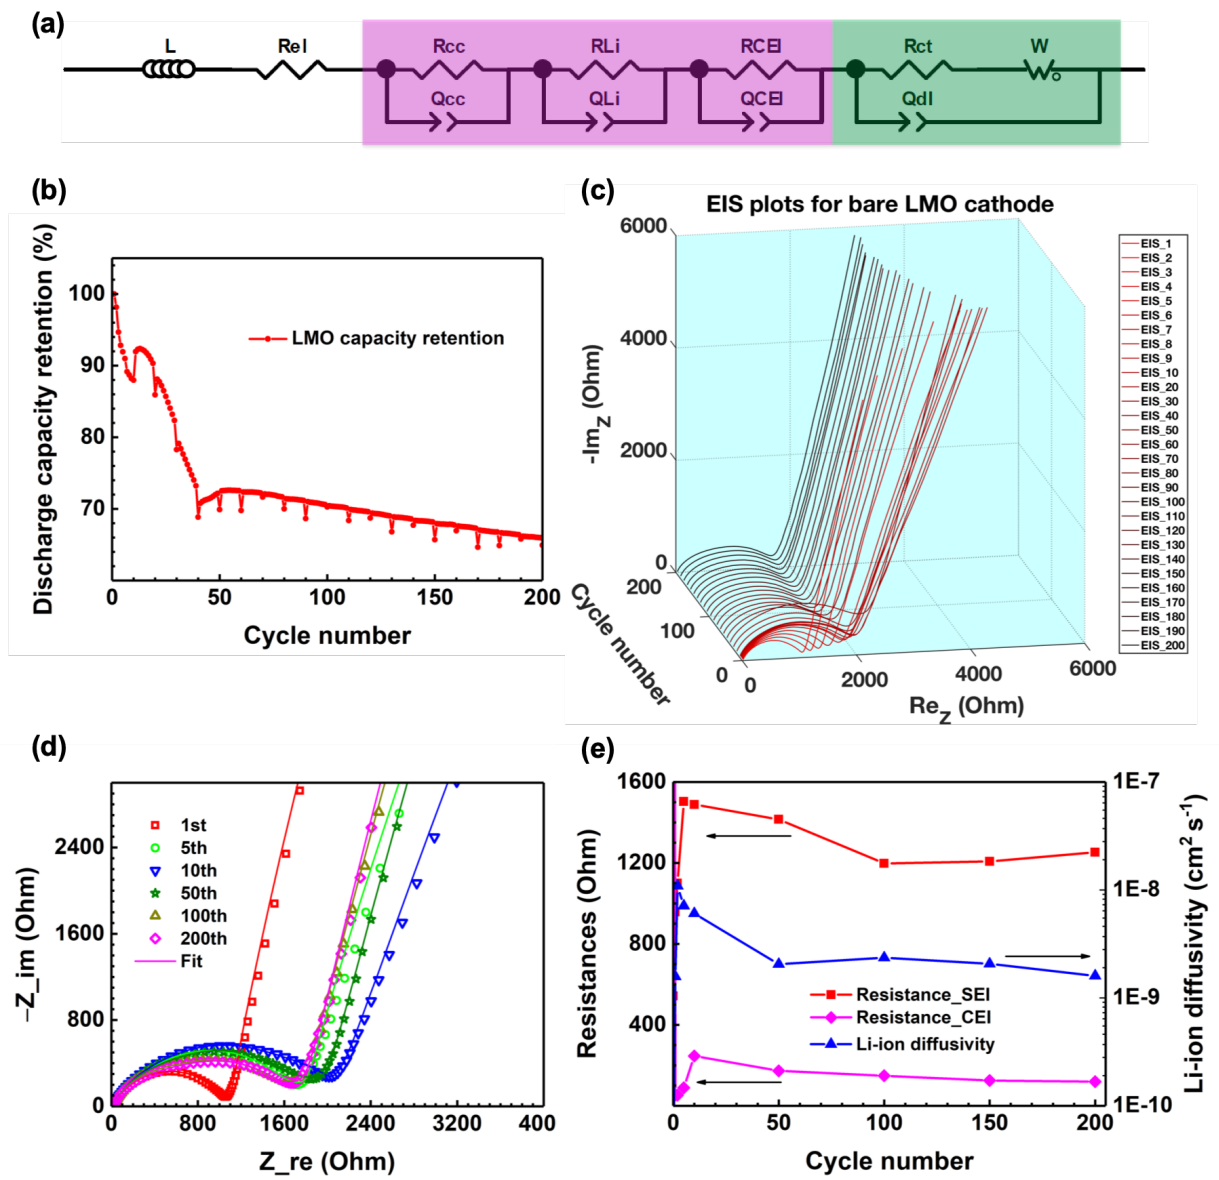 (a)
L
Rel
Rcc
RLi
RCEI
Rct
W
Qcc
QLi
QCEI
Qdl
(b)
Discharge capacity retention (%)
100
90
80
70
LMO capacity retention
0
50
100
150
200
Cycle number
(c)
EIS plots for bare LMO cathode
6000
4000
2000
0
-Im_Z (Ohm)
200
100
0
Cycle number
0
2000
4000
6000
Re_Z (Ohm)
EIS_1
EIS_2
EIS_3
EIS_4
EIS_5
EIS_6
EIS_7
EIS_8
EIS_9
EIS_10
EIS_20
EIS_30
EIS_40
EIS_50
EIS_60
EIS_70
EIS_80
EIS_90
EIS_100
EIS_110
EIS_120
EIS_130
EIS_140
EIS_150
EIS_160
EIS_170
EIS_180
EIS_190
EIS_200
(d)
−Z_im (Ohm)
2400
1600
800
0
1st
5th
10th
50th
100th
200th
Fit
0
800
1600
2400
3200
400
Z_re (Ohm)
(e)
Resistances (Ohm)
1600
1200
800
400
Resistance_SEI
Resistance_CEI
Li-ion diffusivity
1E-7
1E-8
1E-9
1E-10
Li-ion diffusivity (cm² s⁻¹)
0
50
100
150
200
Cycle number